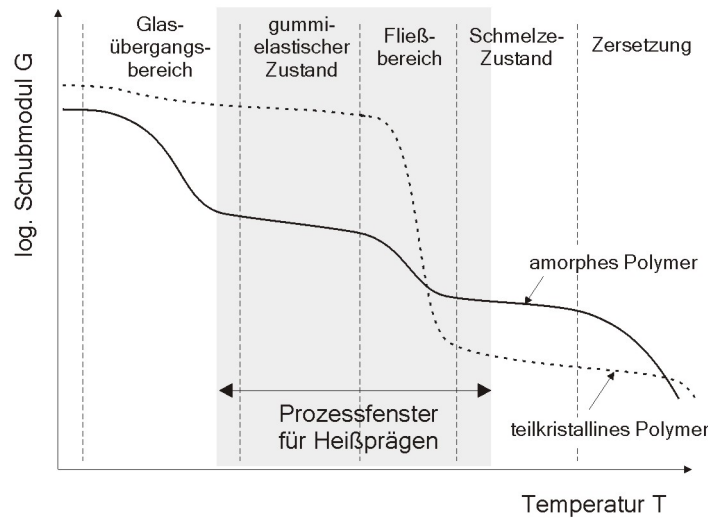 Glas-
übergangs-
bereich
gummi-
elastischer
Zustand
Fließ-
bereich
Schmelze-
Zustand
Zersetzung
log. Schubmodul G
amorphes Polymer
Prozessfenster
für Heißprägen
teilkristallines Polymer
Temperatur T